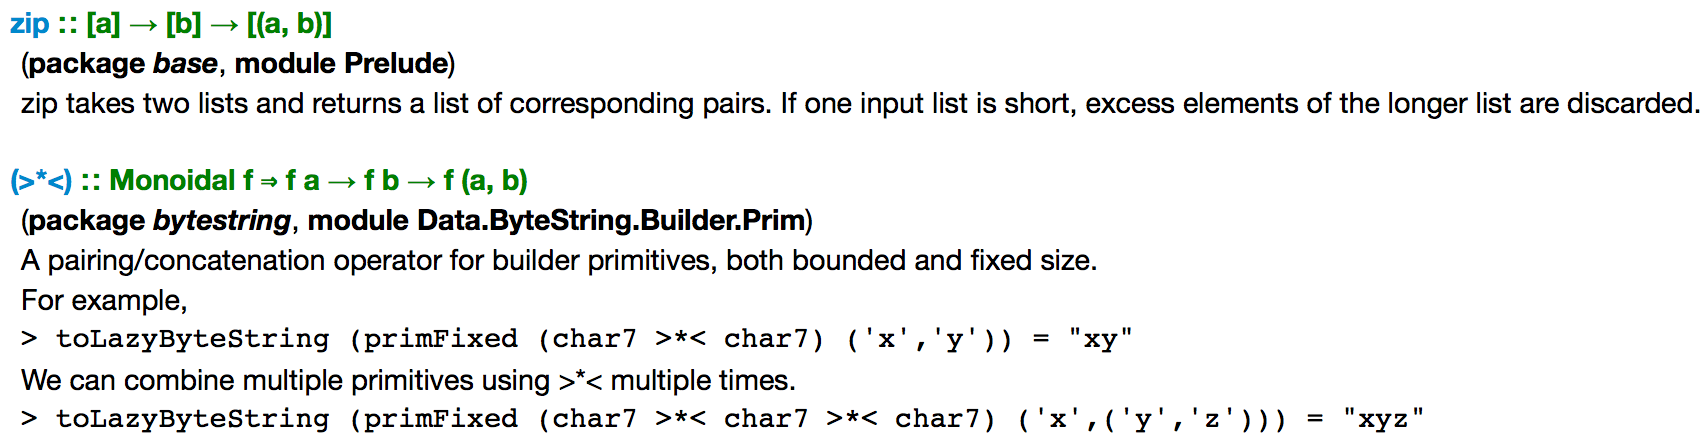 zip :: [a] → [b] → [(a, b)]
(package base, module Prelude)
zip takes two lists and returns a list of corresponding pairs. If one input list is short, excess elements of the longer list are discarded.
(>*<) :: Monoidal f ⇒ f a → f b → f (a, b)
(package bytestring, module Data.ByteString.Builder.Prim)
A pairing/concatenation operator for builder primitives, both bounded and fixed size.
For example,
> toLazyByteString (primFixed (char7 >*< char7) ('x','y')) = "xy"
We can combine multiple primitives using >*< multiple times.
> toLazyByteString (primFixed (char7 >*< char7 >*< char7) ('x',('y','z'))) = "xyz"